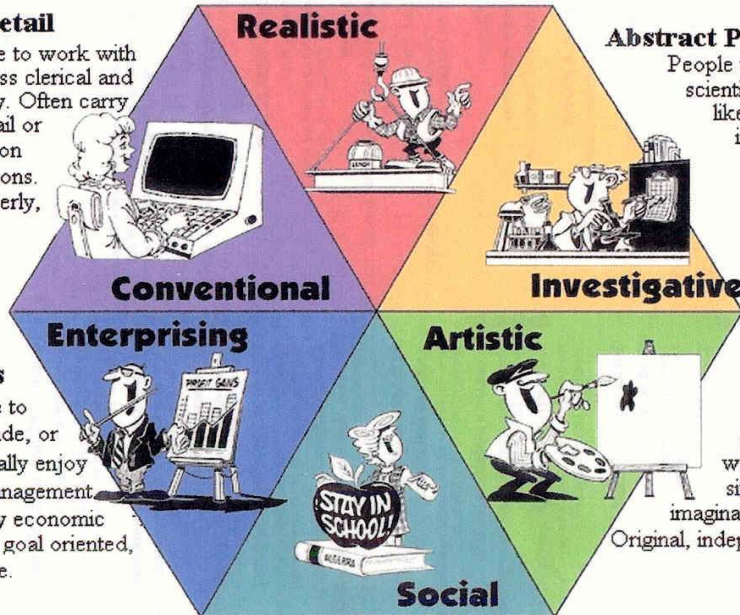 etail
e to work with
ss clerical and
y. Often carry
ail or
on
ons.
erly,
Realistic
Abstract P
People
scienti
like
i
Conventional
Investigative
Enterprising
Artistic
s
e to
de, or
ally enjoy
nagement
y economic
goal oriented,
e.
PROFIT GAINS
STAY IN
SCHOOL!
ALGEBRA
Social
w
si
imagina
Original, indep